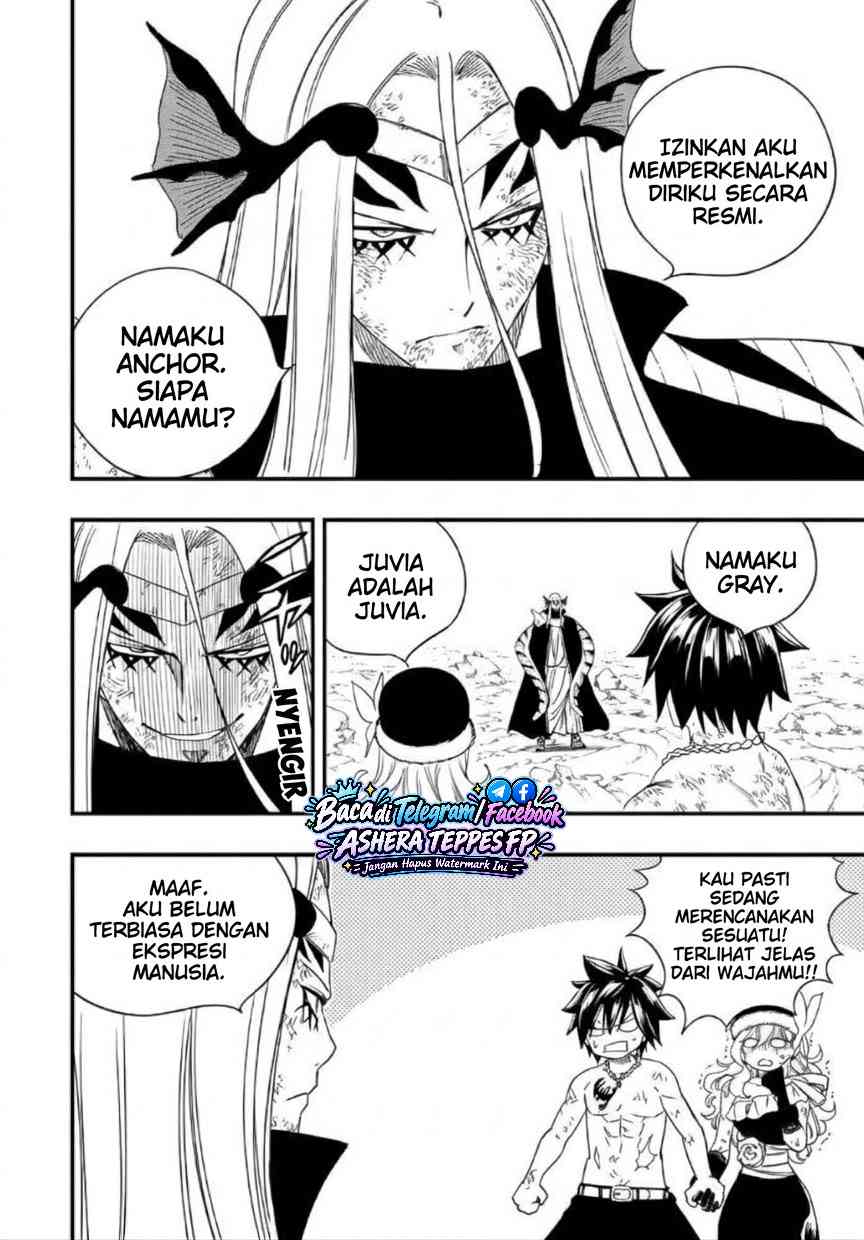 IZINKAN AKU
MEMPERKENALKAN
DIRIKU SECARA
RESMI.
NAMAKU
ANCHOR.
SIAPA
NAMAMU?
NAMAKU
GRAY.
JUVIA
ADALAH
JUVIA.
NYENGIR
Baca di Telegram/Facebook
ASHERA TEPPES FP
Jangan Hapus Watermark Ini
KAU PASTI
SEDANG
MERENCANAKAN
SESUATU!
TERLIHAT JELAS
DARI WAJAHMU!!
MAAF.
AKU BELUM
TERBIASA DENGAN
EKSPRESI
MANUSIA.